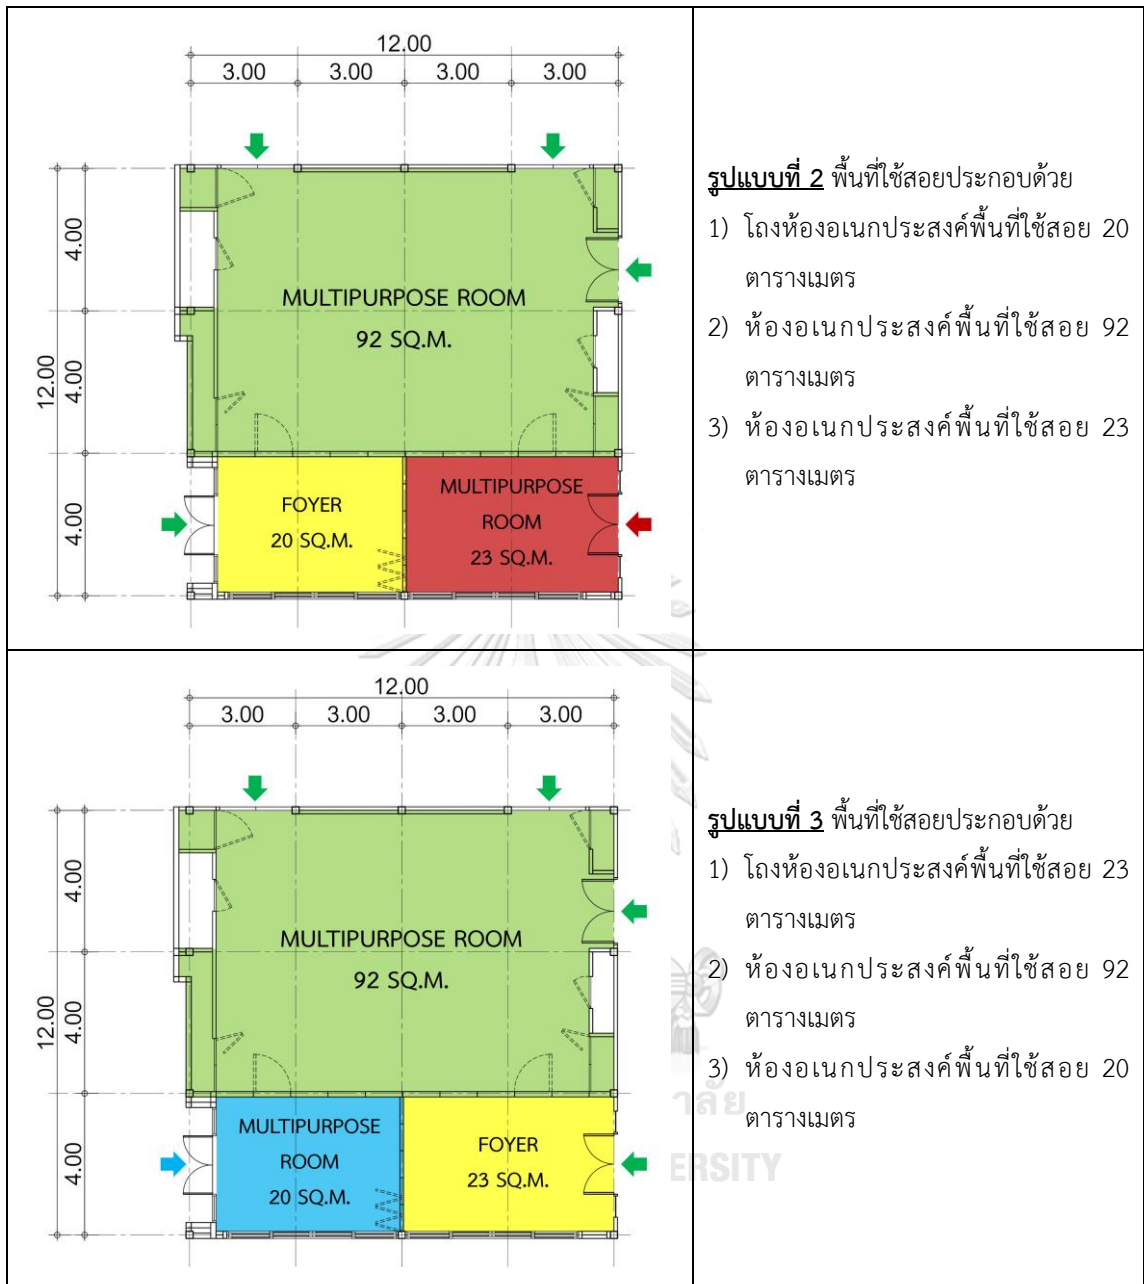 12.00
3.00 3.00 3.00 3.00
12.00
4.00
4.00
4.00
MULTIPURPOSE ROOM
92 SQ.M.
FOYER
20 SQ.M.
MULTIPURPOSE
ROOM
23 SQ.M.
รูปแบบที่ 2 พื้นที่ใช้สอยประกอบด้วย
1) โถงห้องอเนกประสงค์พื้นที่ใช้สอย 20
ตารางเมตร
2) ห้องอเนกประสงค์พื้นที่ใช้สอย 92
ตารางเมตร
3) ห้องอเนกประสงค์พื้นที่ใช้สอย 23
ตารางเมตร
12.00
3.00 3.00 3.00 3.00
12.00
4.00
4.00
4.00
MULTIPURPOSE ROOM
92 SQ.M.
MULTIPURPOSE
ROOM
20 SQ.M.
FOYER
23 SQ.M.
รูปแบบที่ 3 พื้นที่ใช้สอยประกอบด้วย
1) โถงห้องอเนกประสงค์พื้นที่ใช้สอย 23
ตารางเมตร
2) ห้องอเนกประสงค์พื้นที่ใช้สอย 92
ตารางเมตร
3) ห้องอเนกประสงค์พื้นที่ใช้สอย 20
ตารางเมตร